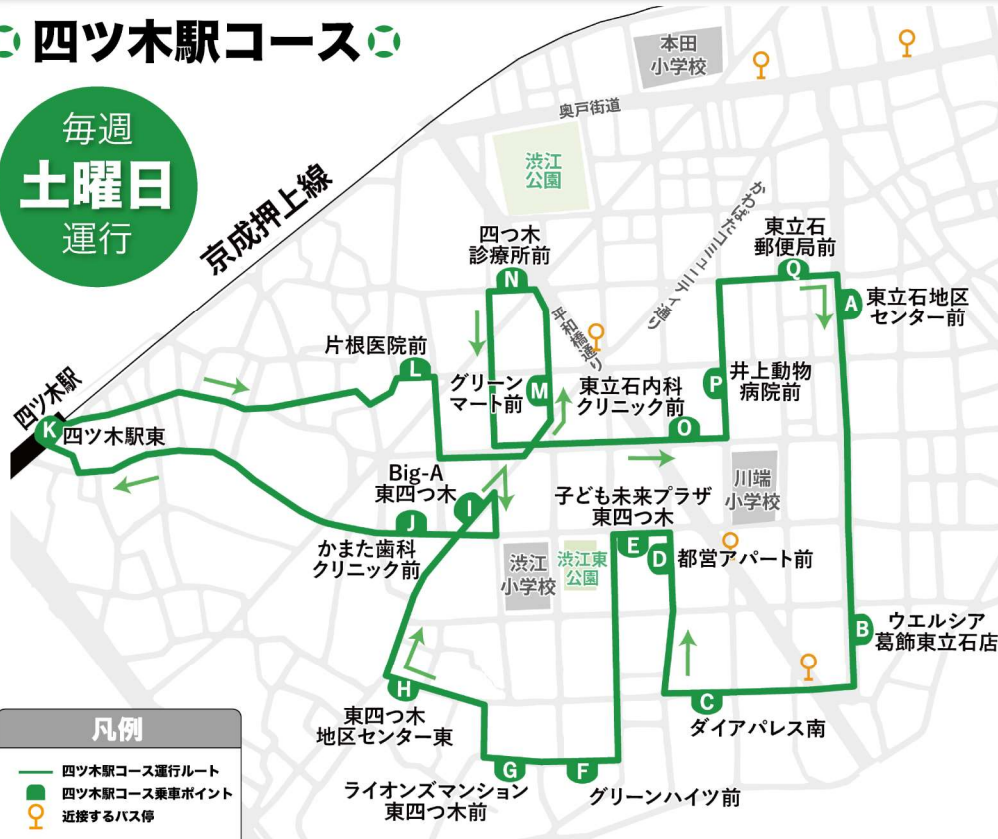 四ツ木駅コース
毎週
土曜日
運行
京成押上線
本田
小学校
奥戸街道
渋江
公園
かわばたコミュニティ通り
平和橋通り
四つ木
診療所前
N
東立石
郵便局前
Q
A
東立石地区
センター前
片根医院前
L
グリーン
マート前
M
東立石内科
クリニック前
O
P
井上動物
病院前
四ツ木駅
K
四ツ木駅東
Big-A
東四つ木
I
J
かまた歯科
クリニック前
子ども未来プラザ
東四つ木
E
D
都営アパート前
川端
小学校
渋江
小学校
渋江東
公園
B
ウエルシア
葛飾東立石店
C
ダイアパレス南
H
東四つ木
地区センター東
G
ライオンズマンション
東四つ木前
F
グリーンハイツ前
凡例
四ツ木駅コース運行ルート
四ツ木駅コース乗車ポイント
近接するバス停